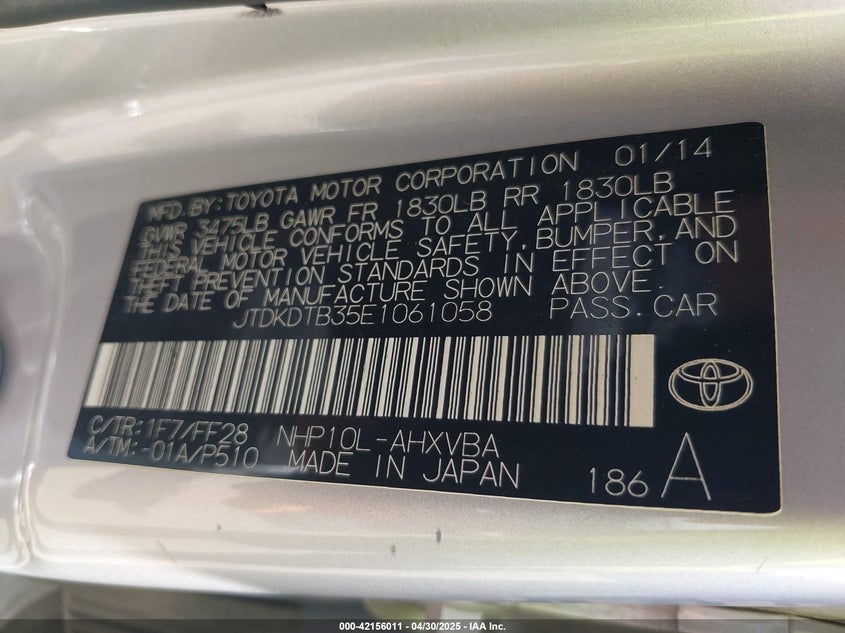 MFD.BY:TOYOTA MOTOR CORPORATION 01/14
GVWR 3475LB GAWR FR 1830LB RR 1830LB
THIS VEHICLE CONFORMS TO ALL APPLICABLE
FEDERAL MOTOR VEHICLE SAFETY,BUMPER,AND
THEFT PREVENTION STANDARDS IN EFFECT ON
THE DATE OF MANUFACTURE SHOWN ABOVE.
JTDKDTB35E1061058 PASS.CAR
C/TR:1F7/FF28 NHP10L-AHXVBA
A/TM:-01A/P510 MADE IN JAPAN
186 A
000-42156011 - 04/30/2025 - IAA Inc.